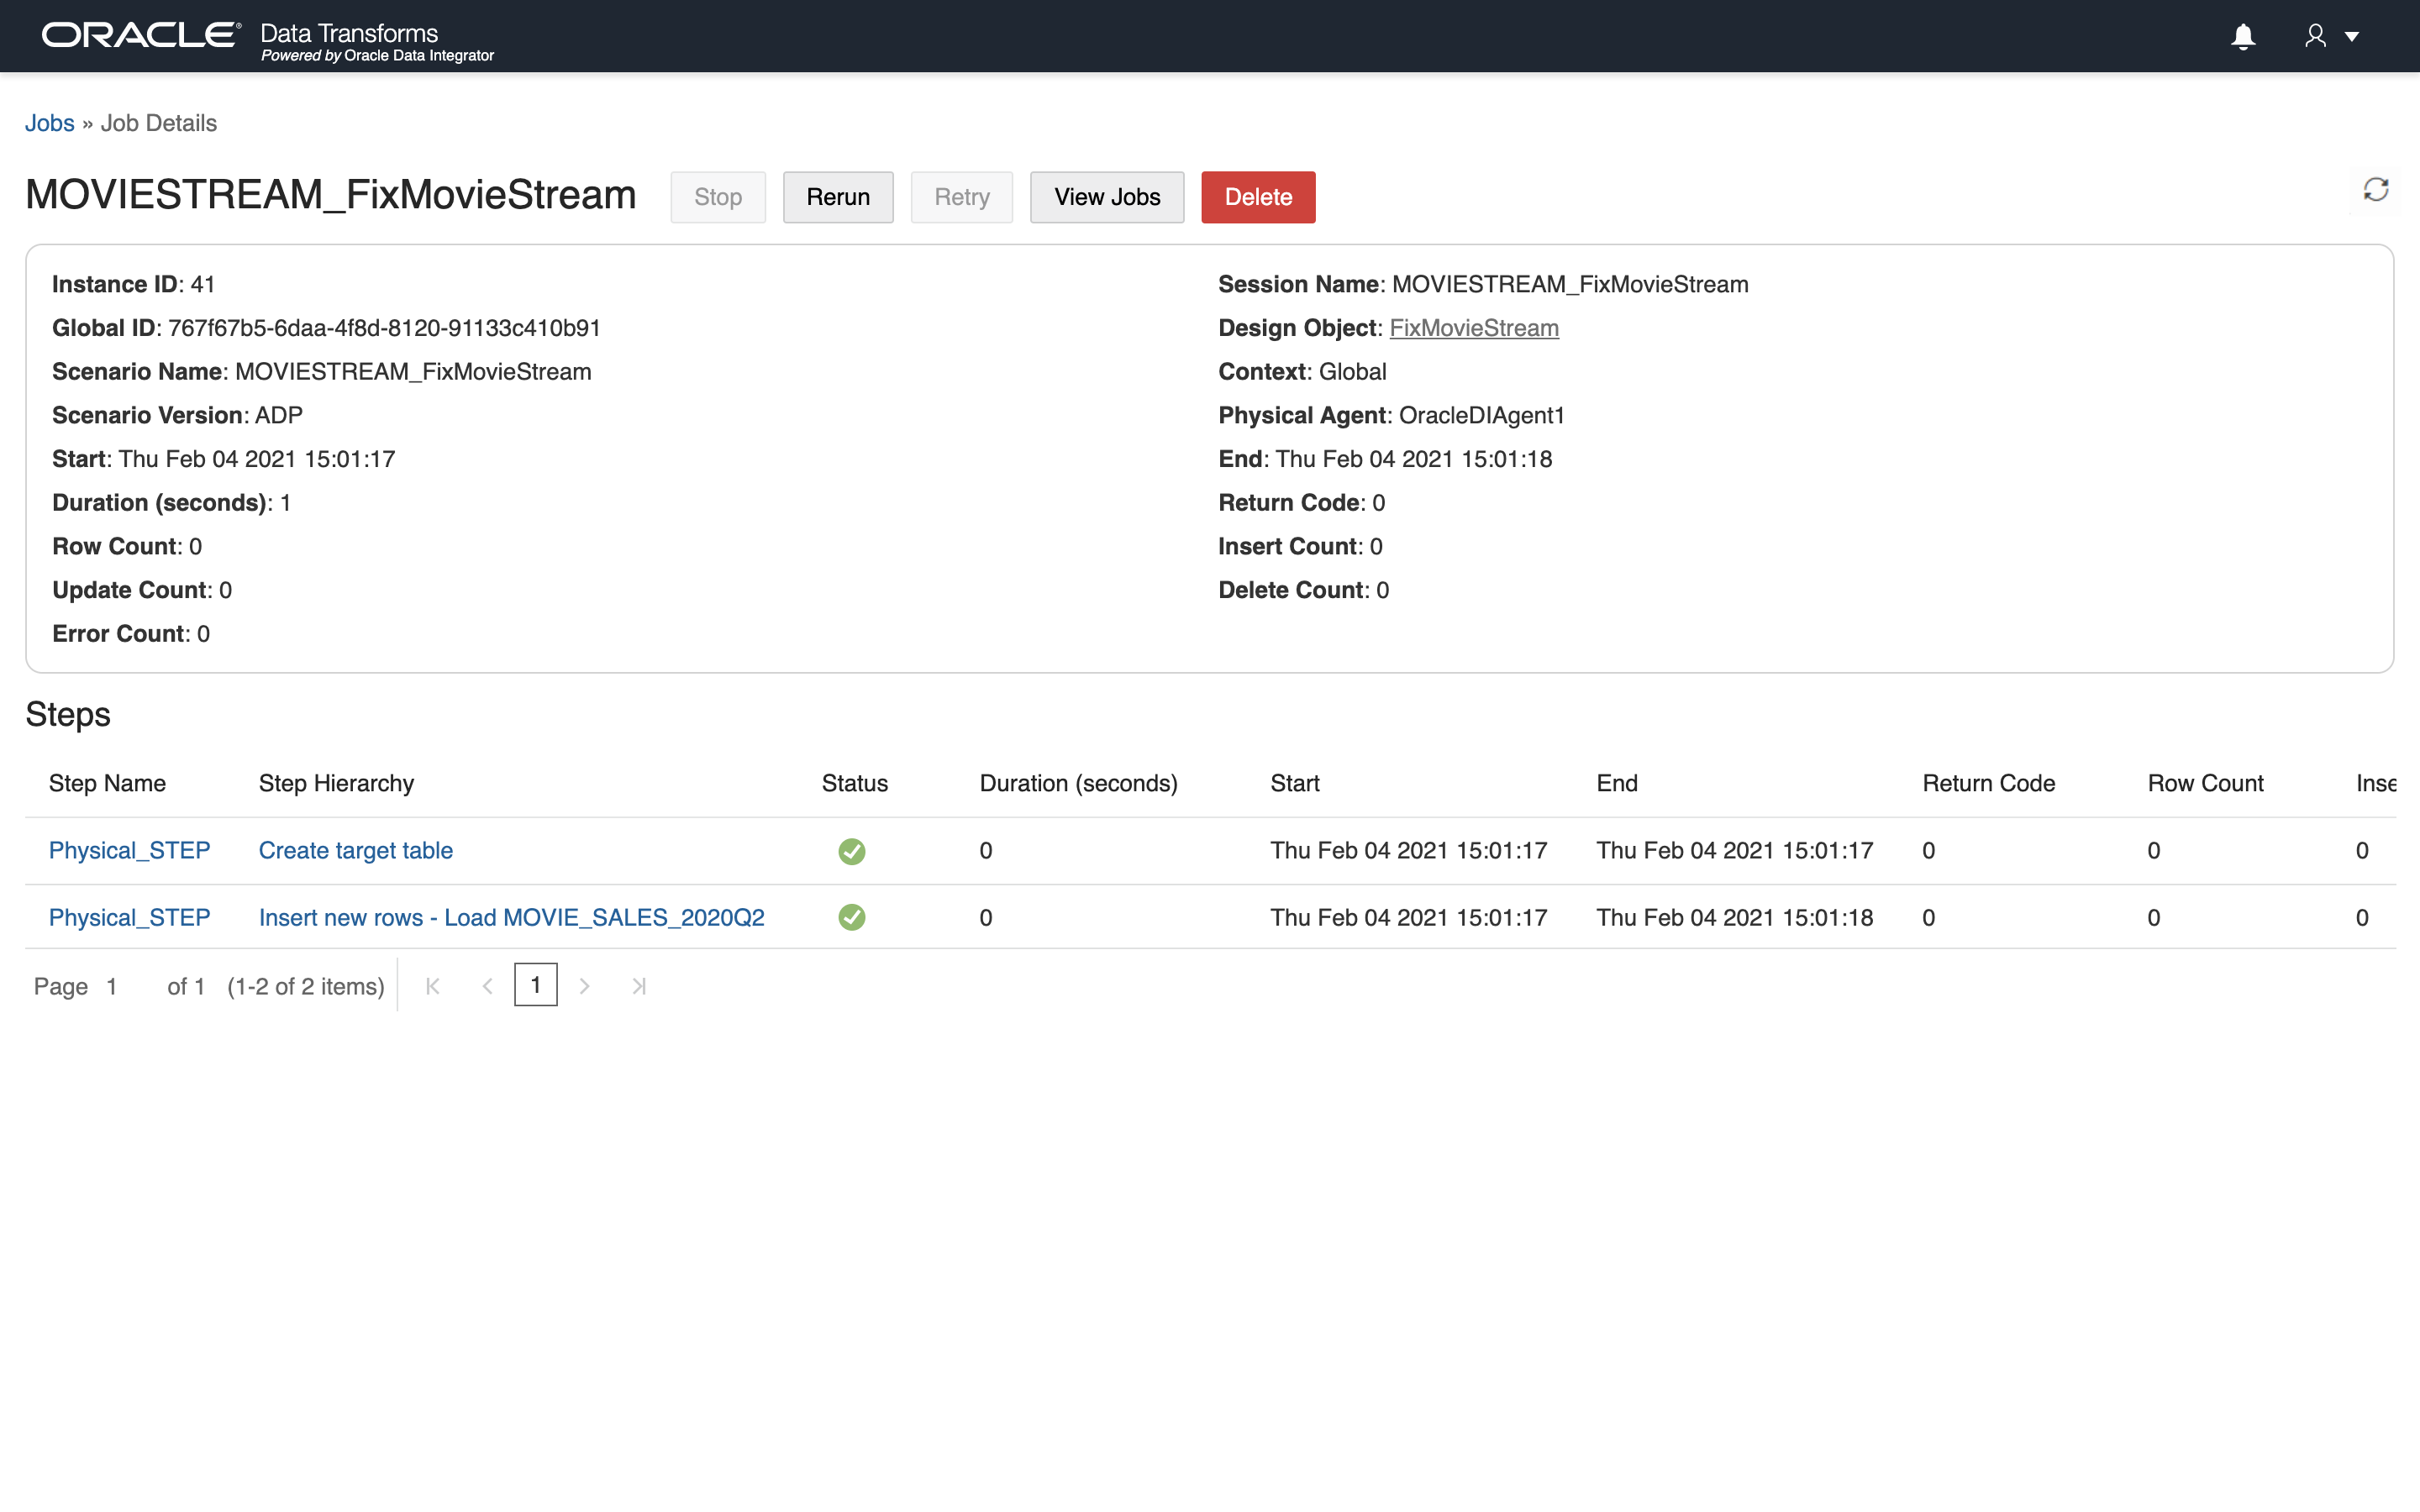 ORACLE® Data Transforms
Powered by Oracle Data Integrator
Jobs » Job Details
MOVIESTREAM_FixMovieStream Stop Rerun Retry View Jobs Delete
Instance ID: 41
Global ID: 767f67b5-6daa-4f8d-8120-91133c410b91
Scenario Name: MOVIESTREAM_FixMovieStream
Scenario Version: ADP
Start: Thu Feb 04 2021 15:01:17
Duration (seconds): 1
Row Count: 0
Update Count: 0
Error Count: 0
Session Name: MOVIESTREAM_FixMovieStream
Design Object: FixMovieStream
Context: Global
Physical Agent: OracleDIAgent1
End: Thu Feb 04 2021 15:01:18
Return Code: 0
Insert Count: 0
Delete Count: 0
Steps
Step Name Step Hierarchy Status Duration (seconds) Start End Return Code Row Count Inse
Physical_STEP Create target table 0 Thu Feb 04 2021 15:01:17 Thu Feb 04 2021 15:01:17 0 0 0
Physical_STEP Insert new rows - Load MOVIE_SALES_2020Q2 0 Thu Feb 04 2021 15:01:17 Thu Feb 04 2021 15:01:18 0 0 0
Page 1 of 1 (1-2 of 2 items) 1